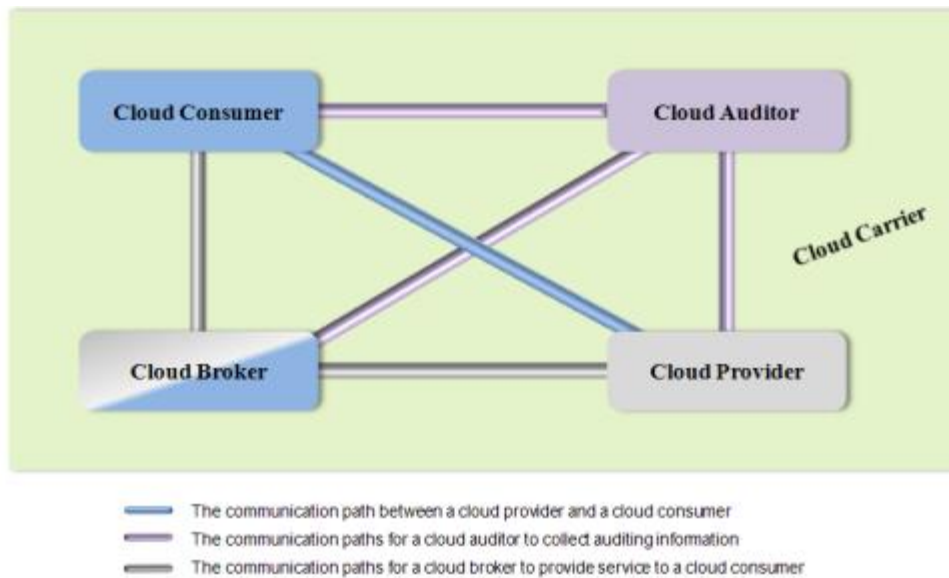 Cloud Consumer
Cloud Auditor
Cloud Carrier
Cloud Broker
Cloud Provider
The communication path between a cloud provider and a cloud consumer
The communication paths for a cloud auditor to collect auditing information
The communication paths for a cloud broker to provide service to a cloud consumer